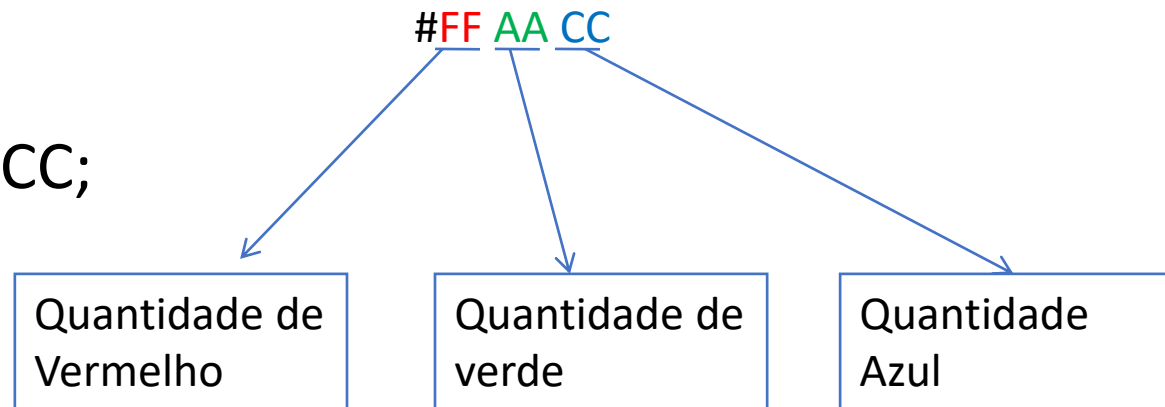 #FF AA CC
CC;
Quantidade de
Vermelho
Quantidade de
verde
Quantidade
Azul